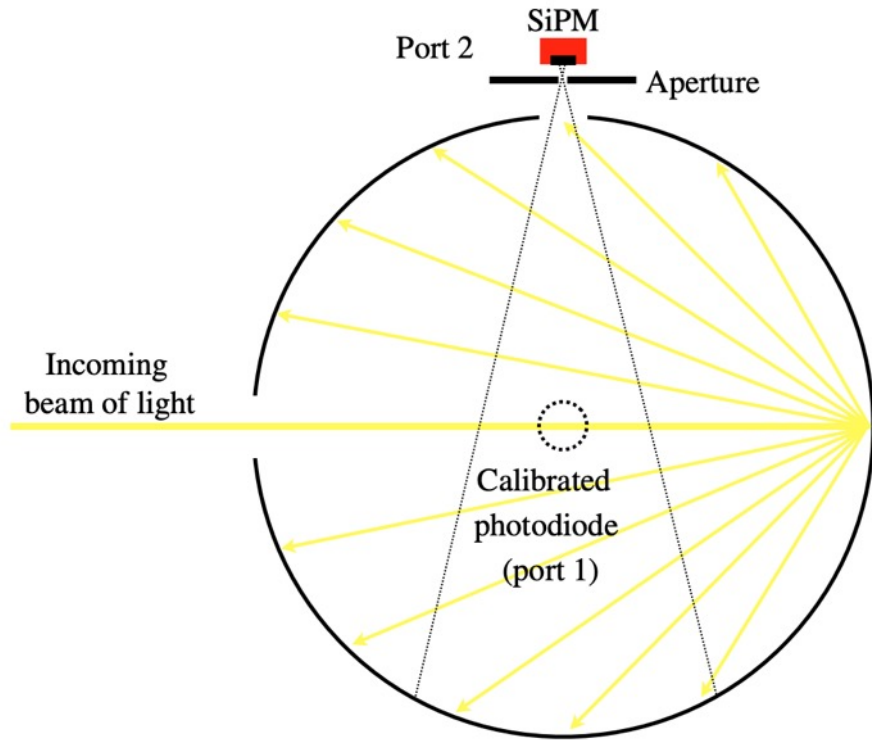 SiPM
Port 2
Aperture
Incoming
beam of light
Calibrated
photodiode
(port 1)